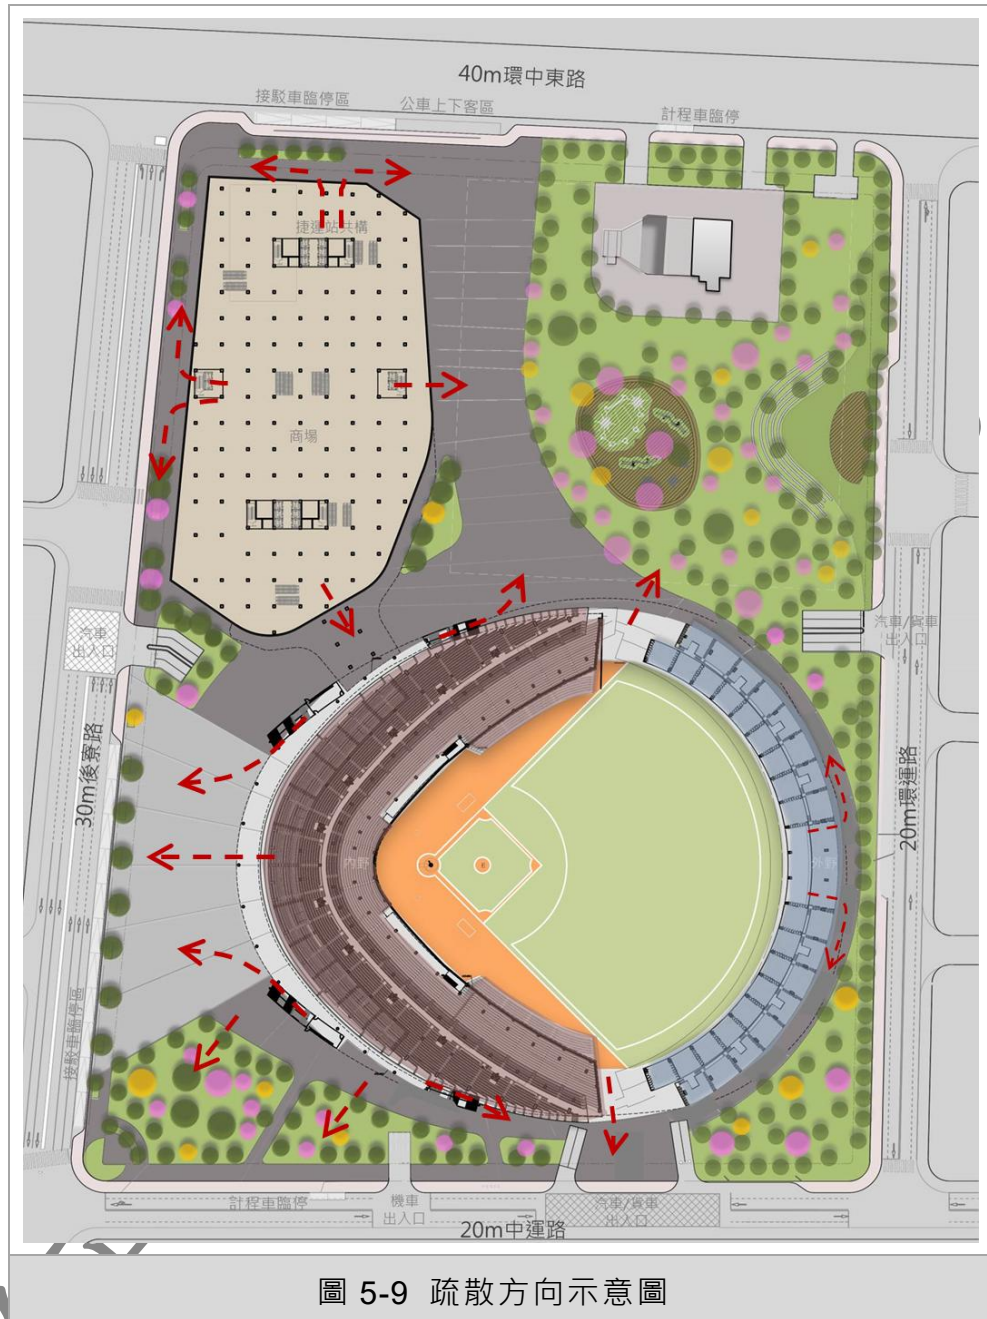 40m環中東路
接駁車臨停區
公車上下客區
計程車臨停
捷運站共構
商場
汽車
出入口
汽車/貨車
出入口
30m後寮路
20m環運路
內野
外野
接駁車臨停區
計程車臨停
機車
出入口
汽車/貨車
出入口
20m中運路
圖 5-9 疏散方向示意圖